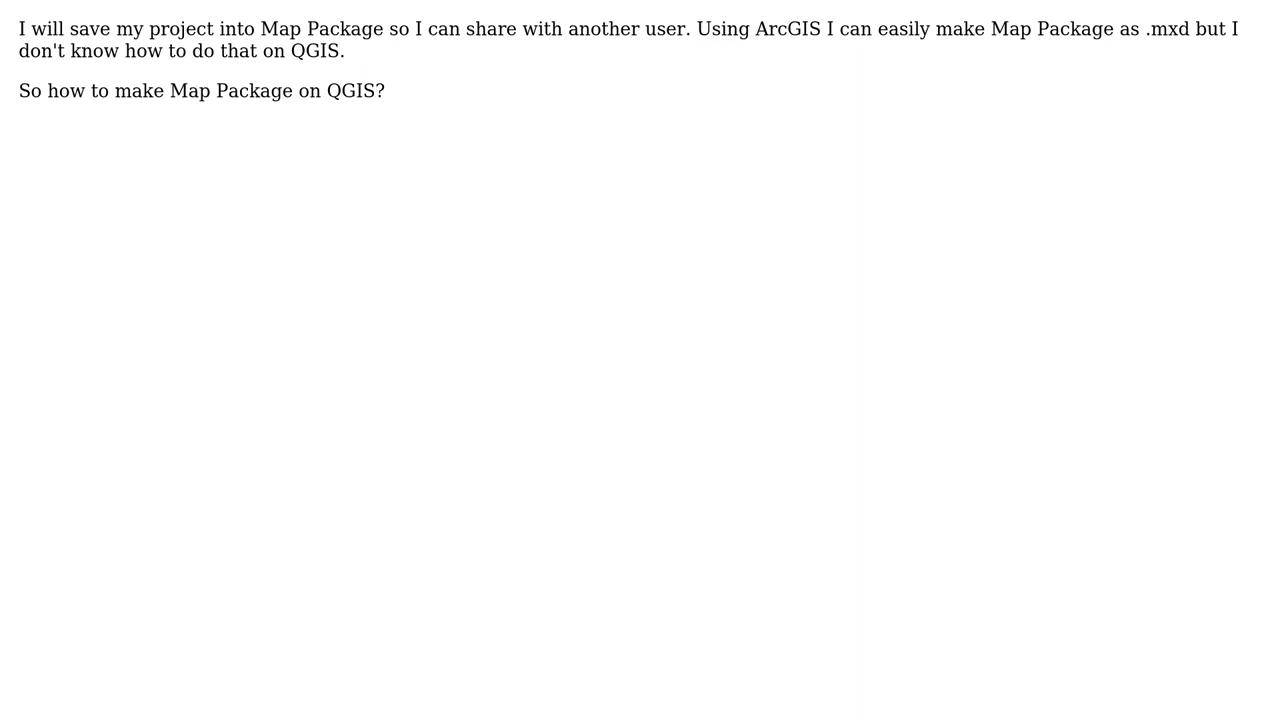 I will save my project into Map Package so I can share with another user. Using ArcGIS I can easily make Map Package as .mxd but I
don't know how to do that on QGIS.
So how to make Map Package on QGIS?